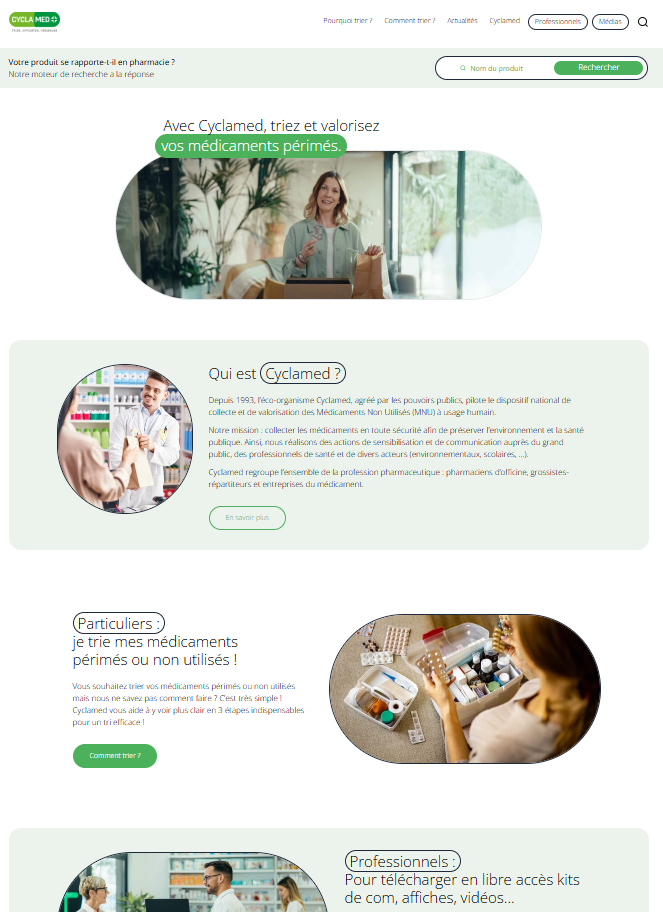 CYCLAMED
TRIER, APPORTER, PRESERVER
Pourquoi trier ?
Comment trier ?
Actualités
Cyclamed
Professionnels
Médias
Votre produit se rapporte-t-il en pharmacie ?
Notre moteur de recherche a la réponse
Nom du produit
Rechercher
Avec Cyclamed, triez et valorisez
vos médicaments périmés.
Qui est Cyclamed ?
Depuis 1993, l'éco-organisme Cyclamed, agréé par les pouvoirs publics, pilote le dispositif national de
collecte et de valorisation des Médicaments Non Utilisés (MNU) à usage humain.
Notre mission : collecter les médicaments en toute sécurité afin de préserver l'environnement et la santé
publique. Ainsi, nous réalisons des actions de sensibilisation et de communication auprès du grand
public, des professionnels de santé et de divers acteurs (environnementaux, scolaires, ...).
Cyclamed regroupe l'ensemble de la profession pharmaceutique : pharmaciens d'officine, grossistes-
répartiteurs et entreprises du médicament.
En savoir plus
Particuliers :
je trie mes médicaments
périmés ou non utilisés !
Vous souhaitez trier vos médicaments périmés ou non utilisés
mais nous ne savez pas comment faire ? C'est très simple !
Cyclamed vous aide à y voir plus clair en 3 étapes indispensables
pour un tri efficace !
Comment trier ?
Professionnels :
Pour télécharger en libre accès kits
de com, affiches, vidéos...